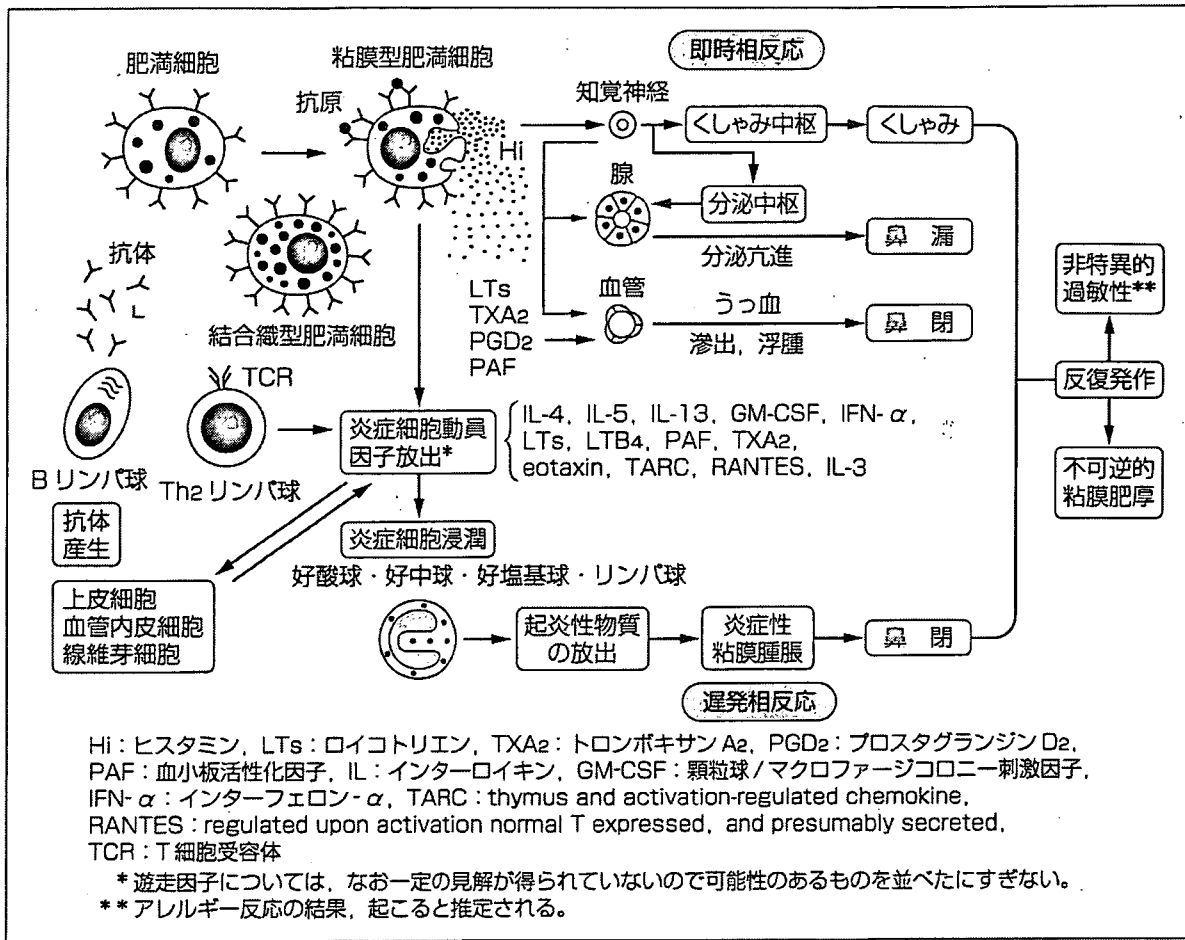 即時相反応
肥満細胞
粘膜型肥満細胞
抗原
Hi
知覚神経
くしゃみ中枢
くしゃみ
腺
分泌中枢
分泌亢進
鼻 漏
抗体
結合織型肥満細胞
LTs
TXA2
PGD2
PAF
血管
うっ血
滲出，浮腫
鼻 閉
非特異的
過敏性**
反復発作
不可逆的
粘膜肥厚
TCR
Bリンパ球
Th2リンパ球
抗体
産生
炎症細胞動員
因子放出*
IL-4，IL-5，IL-13，GM-CSF，IFN-α，
LTs，LTB4，PAF，TXA2，
eotaxin，TARC，RANTES，IL-3
炎症細胞浸潤
好酸球・好中球・好塩基球・リンパ球
上皮細胞
血管内皮細胞
線維芽細胞
起炎性物質
の放出
炎症性
粘膜腫脹
鼻 閉
遅発相反応
Hi：ヒスタミン，LTs：ロイコトリエン，TXA2：トロンボキサンA2，PGD2：プロスタグランジンD2，
PAF：血小板活性化因子，IL：インターロイキン，GM-CSF：顆粒球/マクロファージコロニー刺激因子，
IFN-α：インターフェロン-α，TARC：thymus and activation-regulated chemokine，
RANTES：regulated upon activation normal T expressed，and presumably secreted，
TCR：T細胞受容体
*遊走因子については，なお一定の見解が得られていないので可能性のあるものを並べたにすぎない。
**アレルギー反応の結果，起こると推定される。